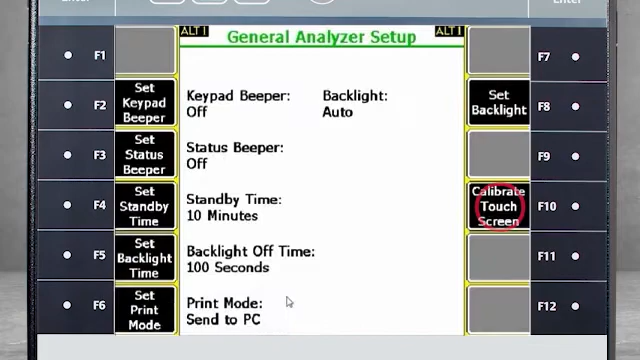 Enter
Enter
ALT1
General Analyzer Setup
ALT1
F1
F7
F2
Set
Keypad
Beeper
Keypad Beeper:
Off
Backlight:
Auto
Set
Backlight
F8
F3
Set
Status
Beeper
Status Beeper:
Off
F9
F4
Set
Standby
Time
Standby Time:
10 Minutes
Calibrate
Touch
Screen
F10
F5
Set
Backlight
Time
Backlight Off Time:
100 Seconds
F11
F6
Set
Print
Mode
Print Mode:
Send to PC
F12